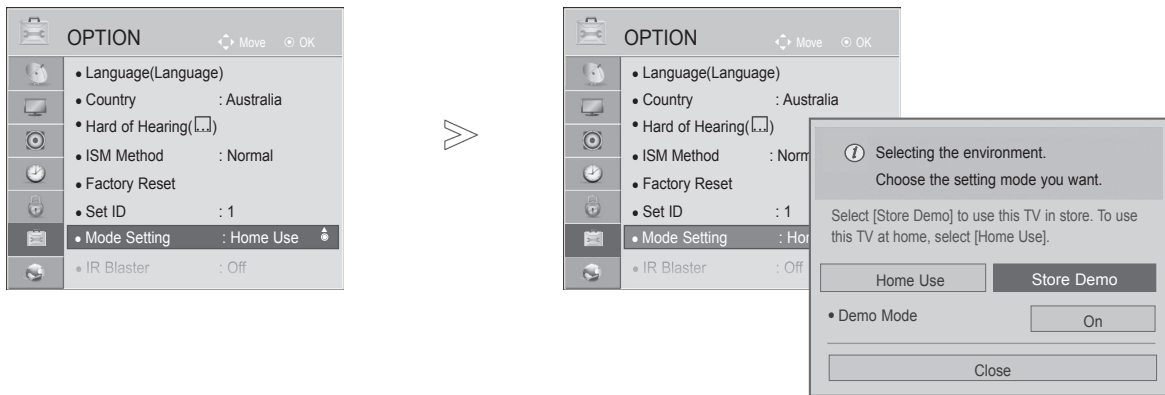 OPTION
Move OK
• Language(Language)
• Country : Australia
• Hard of Hearing( )
• ISM Method : Normal
• Factory Reset
• Set ID : 1
• Mode Setting : Home Use
• IR Blaster : Off
OPTION
Move OK
• Language(Language)
• Country : Australia
• Hard of Hearing( )
• ISM Method : Norm
• Factory Reset
• Set ID : 1
• Mode Setting : Hor
• IR Blaster : Off
Selecting the environment.
Choose the setting mode you want.
Select [Store Demo] to use this TV in store. To use
this TV at home, select [Home Use].
Home Use Store Demo
• Demo Mode On
Close